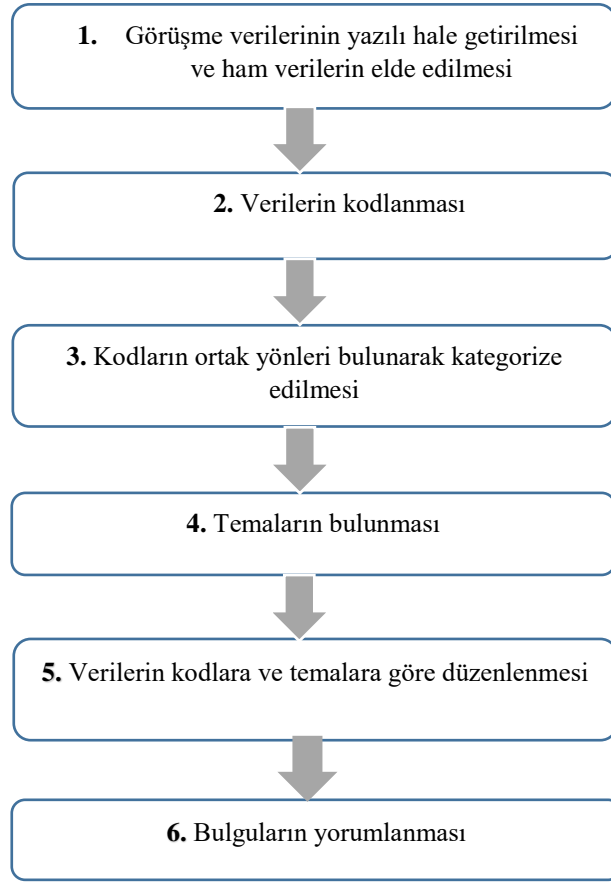 1. Görüşme verilerinin yazılı hale getirilmesi
ve ham verilerin elde edilmesi
2. Verilerin kodlanması
3. Kodların ortak yönleri bulunarak kategorize
edilmesi
4. Temaların bulunması
5. Verilerin kodlara ve temalara göre düzenlenmesi
6. Bulguların yorumlanması